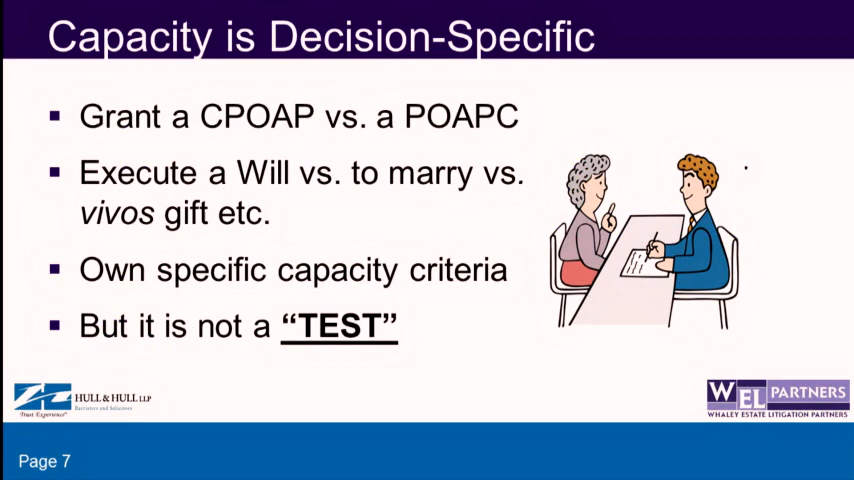 Capacity is Decision-Specific
Grant a CPOAP vs. a POAPC
Execute a Will vs. to marry vs.
vivos gift etc.
Own specific capacity criteria
But it is not a “TEST”
HULL & HULL LLP
Barristers and Solicitors
Trust Experience
WEL PARTNERS
WHALEY ESTATE LITIGATION PARTNERS
Page 7